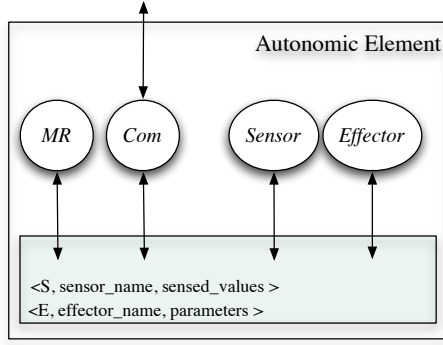 Autonomic Element
MR Com Sensor Effector
<S, sensor_name, sensed_values >
<E, effector_name, parameters >